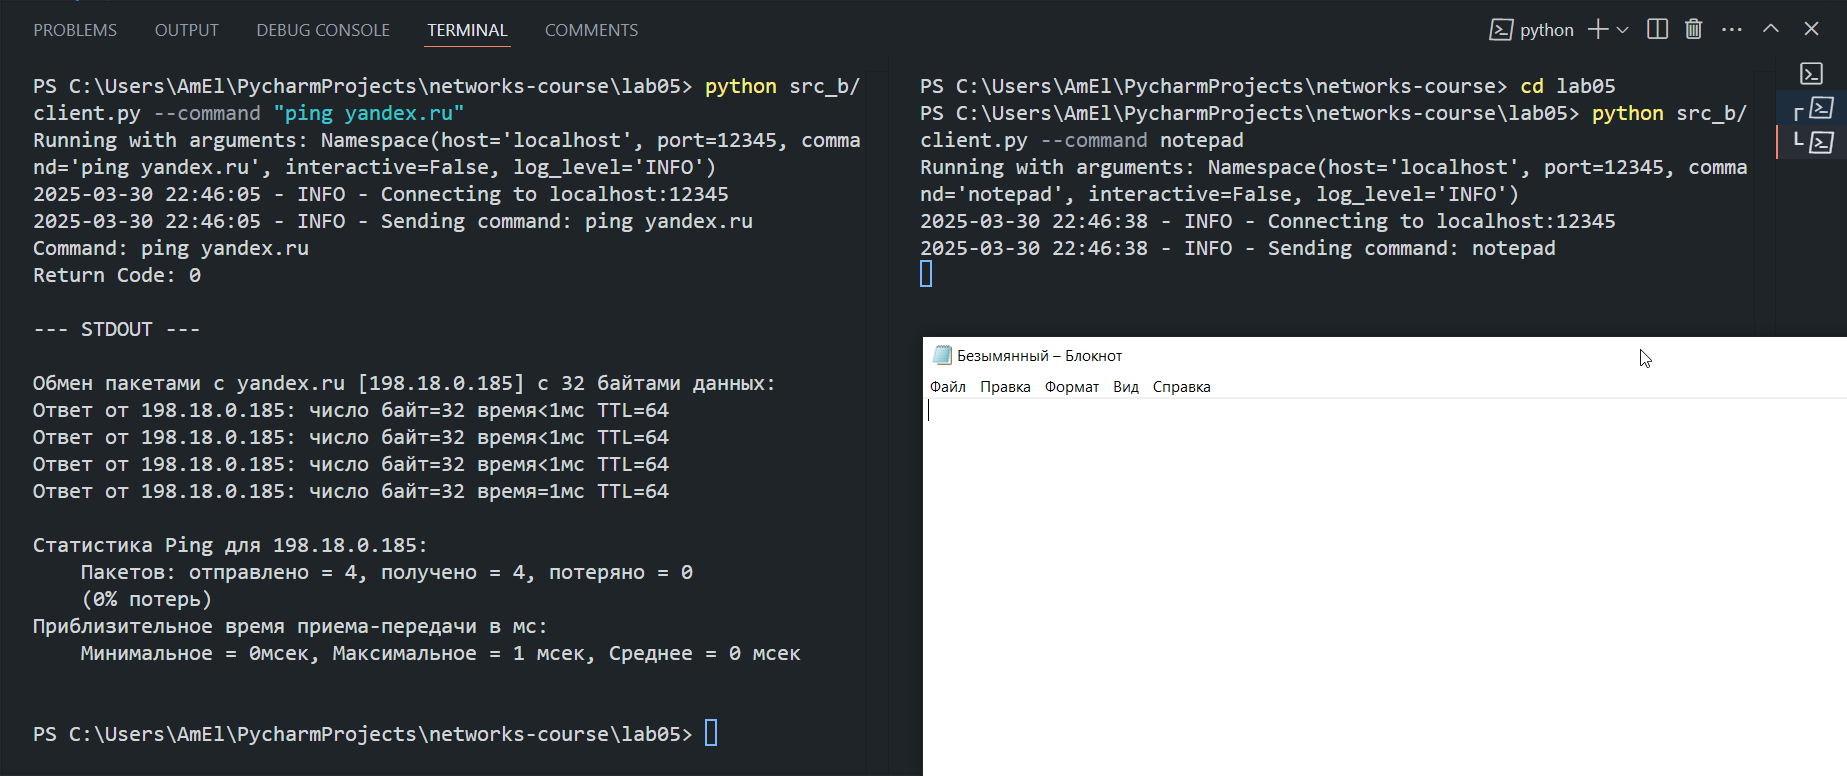 PROBLEMS OUTPUT DEBUG CONSOLE TERMINAL COMMENTS
python
PS C:\Users\AmEl\PycharmProjects\networks-course\lab05> python src_b/
client.py --command "ping yandex.ru"
Running with arguments: Namespace(host='localhost', port=12345, comma
nd='ping yandex.ru', interactive=False, log_level='INFO')
2025-03-30 22:46:05 - INFO - Connecting to localhost:12345
2025-03-30 22:46:05 - INFO - Sending command: ping yandex.ru
Command: ping yandex.ru
Return Code: 0
--- STDOUT ---
Обмен пакетами с yandex.ru [198.18.0.185] с 32 байтами данных:
Ответ от 198.18.0.185: число байт=32 время<1мс TTL=64
Ответ от 198.18.0.185: число байт=32 время<1мс TTL=64
Ответ от 198.18.0.185: число байт=32 время<1мс TTL=64
Ответ от 198.18.0.185: число байт=32 время=1мс TTL=64
Статистика Ping для 198.18.0.185:
    Пакетов: отправлено = 4, получено = 4, потеряно = 0
    (0% потерь)
Приблизительное время приема-передачи в мс:
    Минимальное = 0мсек, Максимальное = 1 мсек, Среднее = 0 мсек
PS C:\Users\AmEl\PycharmProjects\networks-course\lab05>
PS C:\Users\AmEl\PycharmProjects\networks-course> cd lab05
PS C:\Users\AmEl\PycharmProjects\networks-course\lab05> python src_b/
client.py --command notepad
Running with arguments: Namespace(host='localhost', port=12345, comma
nd='notepad', interactive=False, log_level='INFO')
2025-03-30 22:46:38 - INFO - Connecting to localhost:12345
2025-03-30 22:46:38 - INFO - Sending command: notepad
Безымянный – Блокнот
Файл Правка Формат Вид Справка